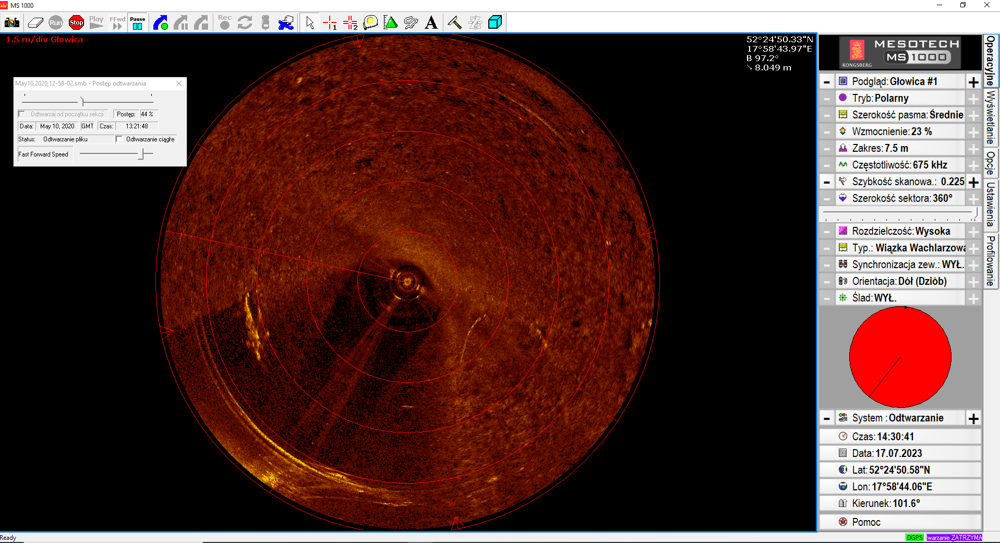 MS 1000
Run
Stop
Play
FFwd
Pause
Rec
1
2
A
Z
1.5 m/div Głowica
52°24'50.33"N
17°58'43.97"E
B 97.2°
↘ 8.049 m
E
S
N
W
May10,2020,12-58-02.smb - Postęp odtwarzania
Odtwarzaj od początku sekcji
Postęp: 44 %
Data: May 10, 2020 GMT Czas: 13:21:48
Status: Odtwarzanie pliku
Odtwarzanie ciągłe
Fast Forward Speed
KONGSBERG
MESOTECH
MS 1000
- Podgląd: Głowica #1 +
- Tryb: Polarny +
- Szerokość pasma: Średnie +
- Wzmocnienie: 23 % +
- Zakres: 7.5 m +
- Częstotliwość: 675 kHz +
- Szybkość skanowa.: 0.225 +
- Szerokość sektora: 360° +
- Rozdzielczość: Wysoka +
- Typ.: Wiązka Wachlarzowa +
- Synchronizacja zew.: WYŁ. +
- Orientacja: Dół (Dziób) +
- Ślad: WYŁ. +
- System : Odtwarzanie +
Czas: 14:30:41
Data: 17.07.2023
Lat: 52°24'50.58"N
Lon: 17°58'44.06"E
Kierunek: 101.6°
Pomoc
Operacyjne
Wyświetlanie
Opcje
Ustawienia
Profilowanie
Ready
DGPS
twarzanie ZATRZYMA